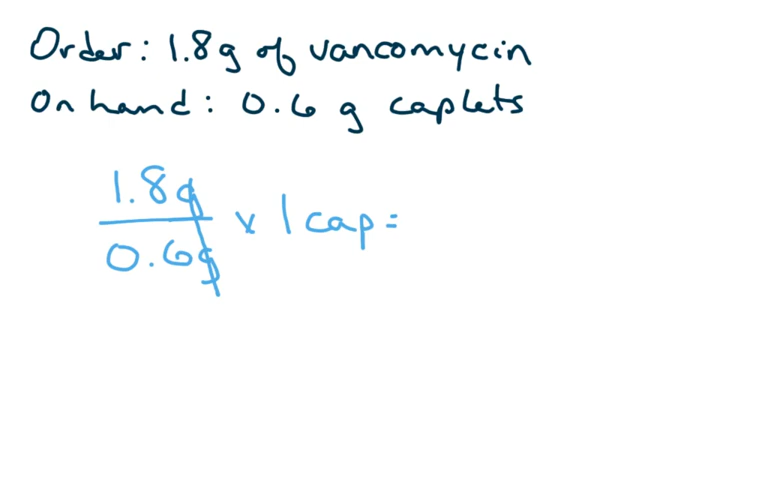 Order: 1.8g of vancomycin
On hand: 0.6 g caplets
1.8g
0.6g
x 1 cap =